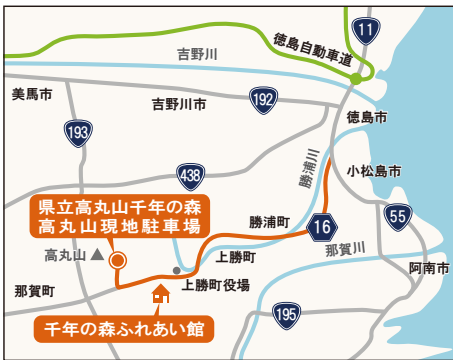 11
徳島自動車道
吉野川
美馬市
吉野川市
192
徳島市
193
勝浦川
438
小松島市
県立高丸山千年の森
高丸山現地駐車場
勝浦町
16
55
那賀川
高丸山
上勝町
阿南市
那賀町
上勝町役場
195
千年の森ふれあい館